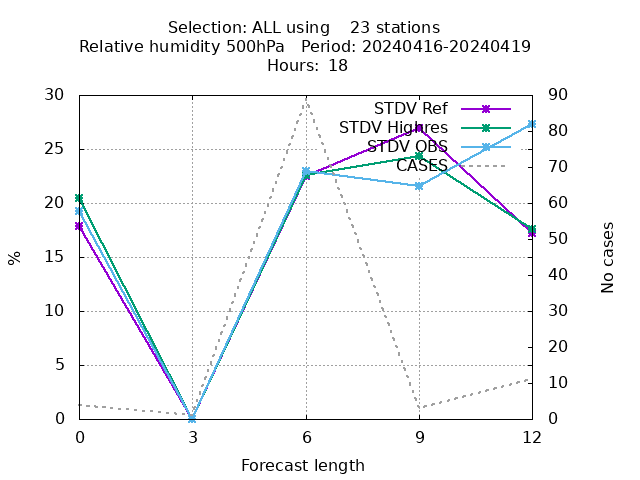 Selection: ALL using    23 stations
Relative humidity 500hPa   Period: 20240416-20240419
Hours: 18
30
25
20
15
10
5
0
%
90
80
70
60
50
40
30
20
10
0
No cases
STDV Ref
STDV Highres
STDV OBS
CASES
0 3 6 9 12
Forecast length